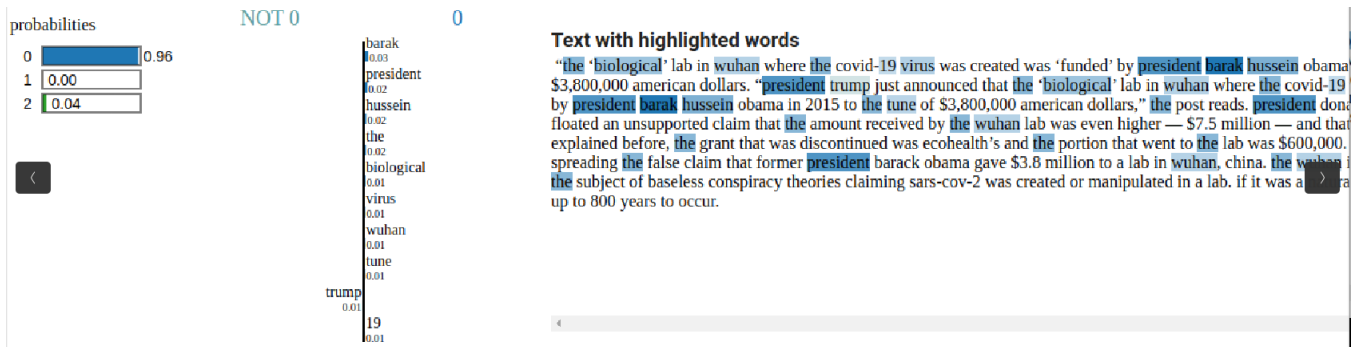 probabilities
0 0.96
1 0.00
2 0.04
NOT 0 0
barak
0.03
president
0.02
hussein
0.02
the
0.02
biological
0.01
virus
0.01
wuhan
0.01
tune
0.01
trump
0.01
19
0.01
Text with highlighted words
“the ‘biological’ lab in wuhan where the covid-19 virus was created was ‘funded’ by president barak hussein obama
$3,800,000 american dollars. “president trump just announced that the ‘biological’ lab in wuhan where the covid-19
by president barak hussein obama in 2015 to the tune of $3,800,000 american dollars,” the post reads. president dona
floated an unsupported claim that the amount received by the wuhan lab was even higher — $7.5 million — and that
explained before, the grant that was discontinued was ecohealth’s and the portion that went to the lab was $600,000.
spreading the false claim that former president barack obama gave $3.8 million to a lab in wuhan, china. the wuhan
the subject of baseless conspiracy theories claiming sars-cov-2 was created or manipulated in a lab. if it was a
up to 800 years to occur.